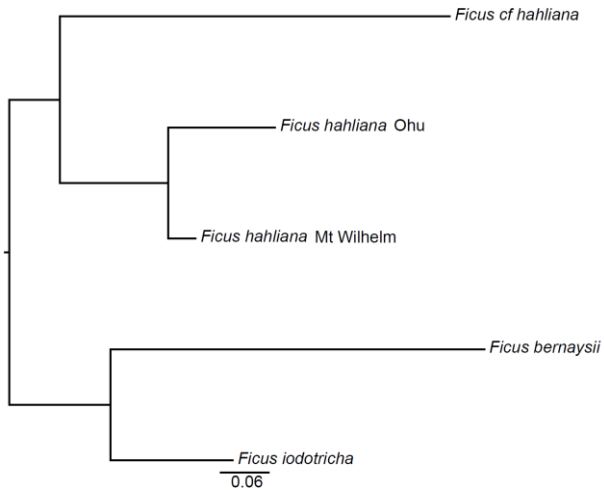 Ficus cf hahliana
Ficus hahliana Ohu
Ficus hahliana Mt Wilhelm
Ficus bernaysii
Ficus iodotricha
0.06